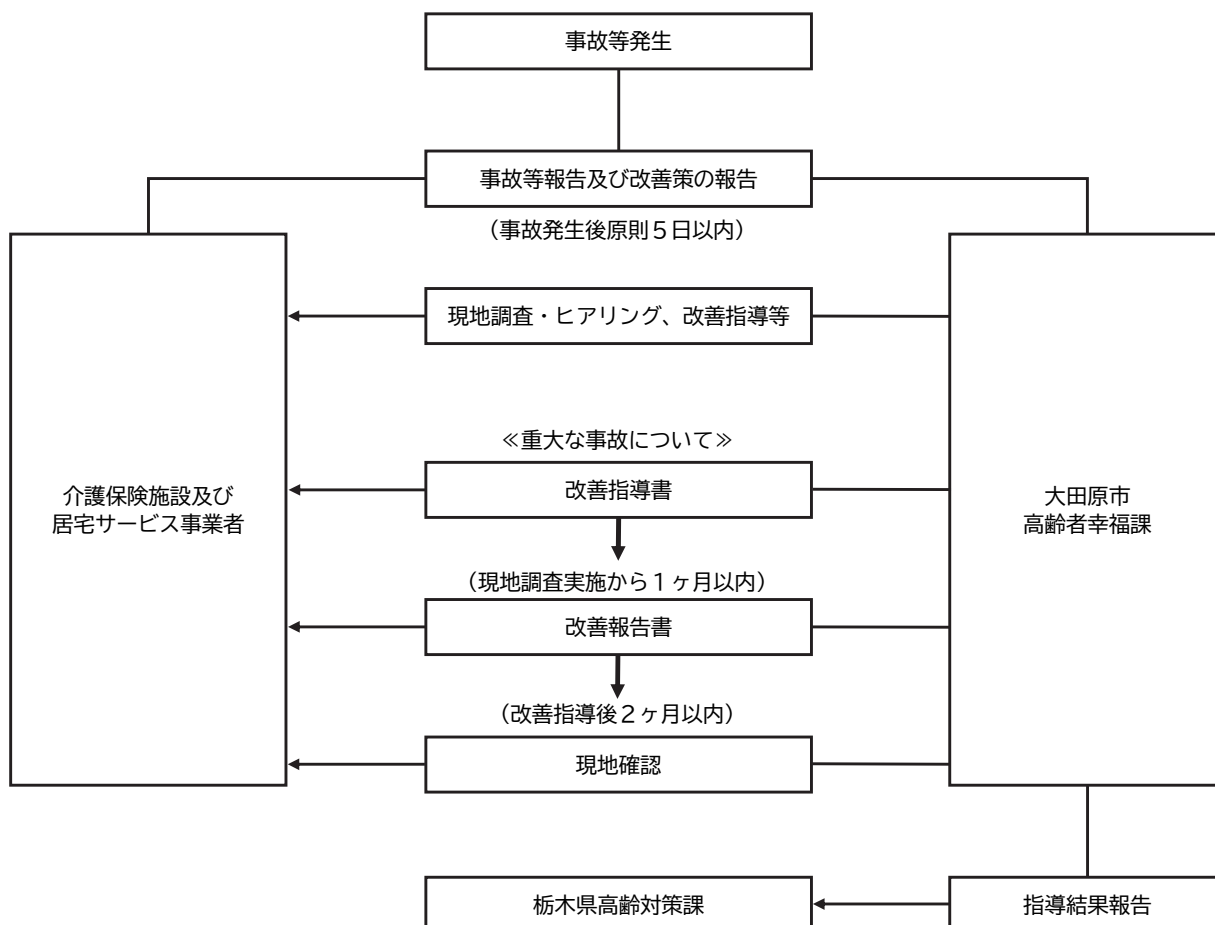 事故等発生
事故等報告及び改善策の報告
（事故発生後原則５日以内）
現地調査・ヒアリング、改善指導等
≪重大な事故について≫
改善指導書
介護保険施設及び
居宅サービス事業者
大田原市
高齢者幸福課
（現地調査実施から１ヶ月以内）
改善報告書
（改善指導後２ヶ月以内）
現地確認
栃木県高齢対策課
指導結果報告